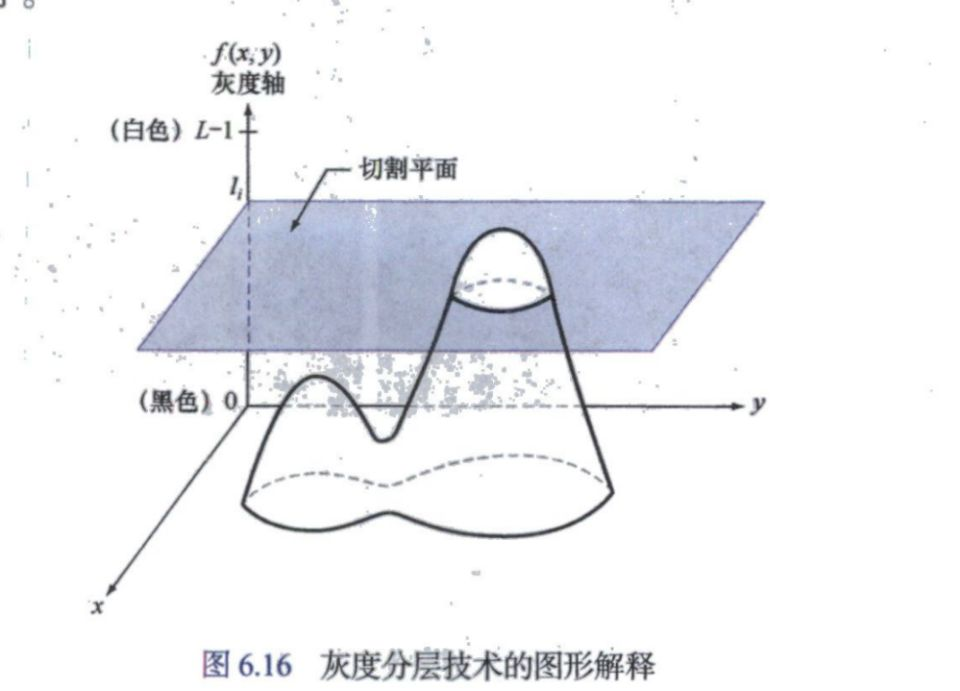 f(x, y)
灰度轴
(白色) L-1
切割平面
lᵢ
(黑色) 0
y
x
图 6.16 灰度分层技术的图形解释